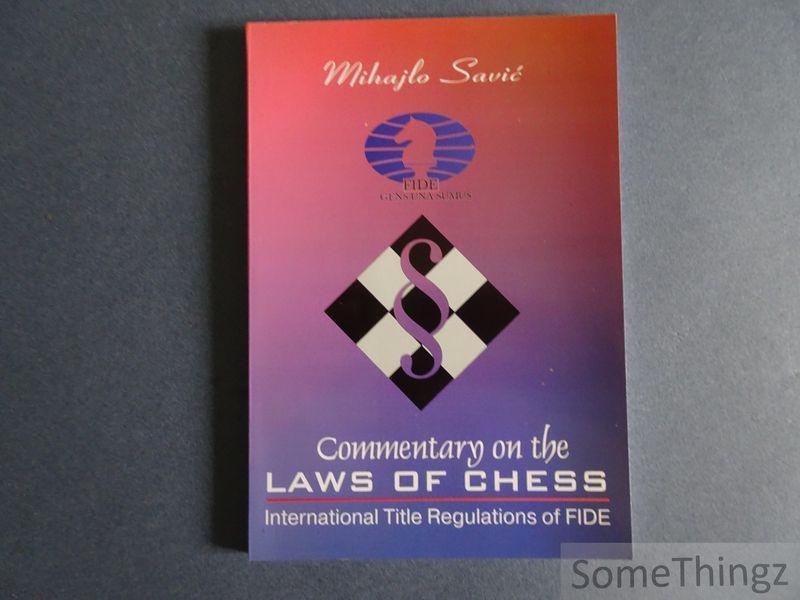 Mihajlo Savić
FIDE
GENS UNA SUMUS
§
Commentary on the
LAWS OF CHESS
International Title Regulations of FIDE
SomeThingz